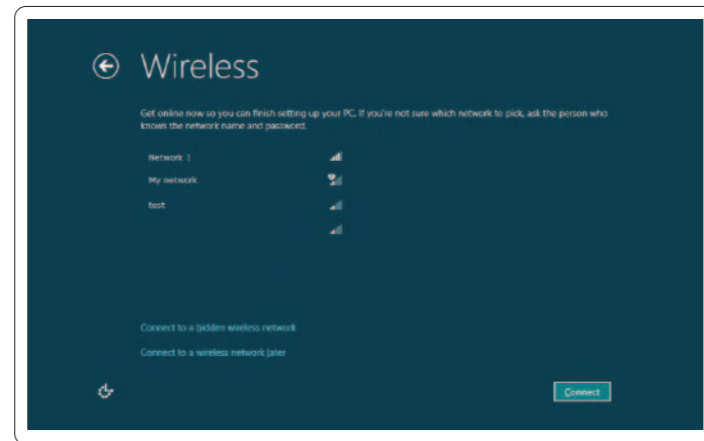 Wireless
Get online now so you can finish setting up your PC. If you're not sure which network to pick, ask the person who
knows the network name and password.
Network 1
My network
test
Connect to a hidden wireless network
Connect to a wireless network later
Connect